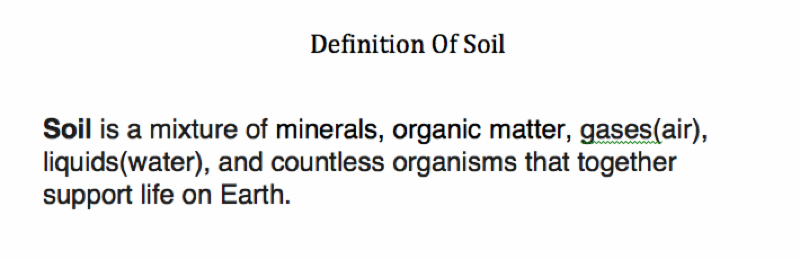 Definition Of Soil
Soil is a mixture of minerals, organic matter, gases(air),
liquids(water), and countless organisms that together
support life on Earth.